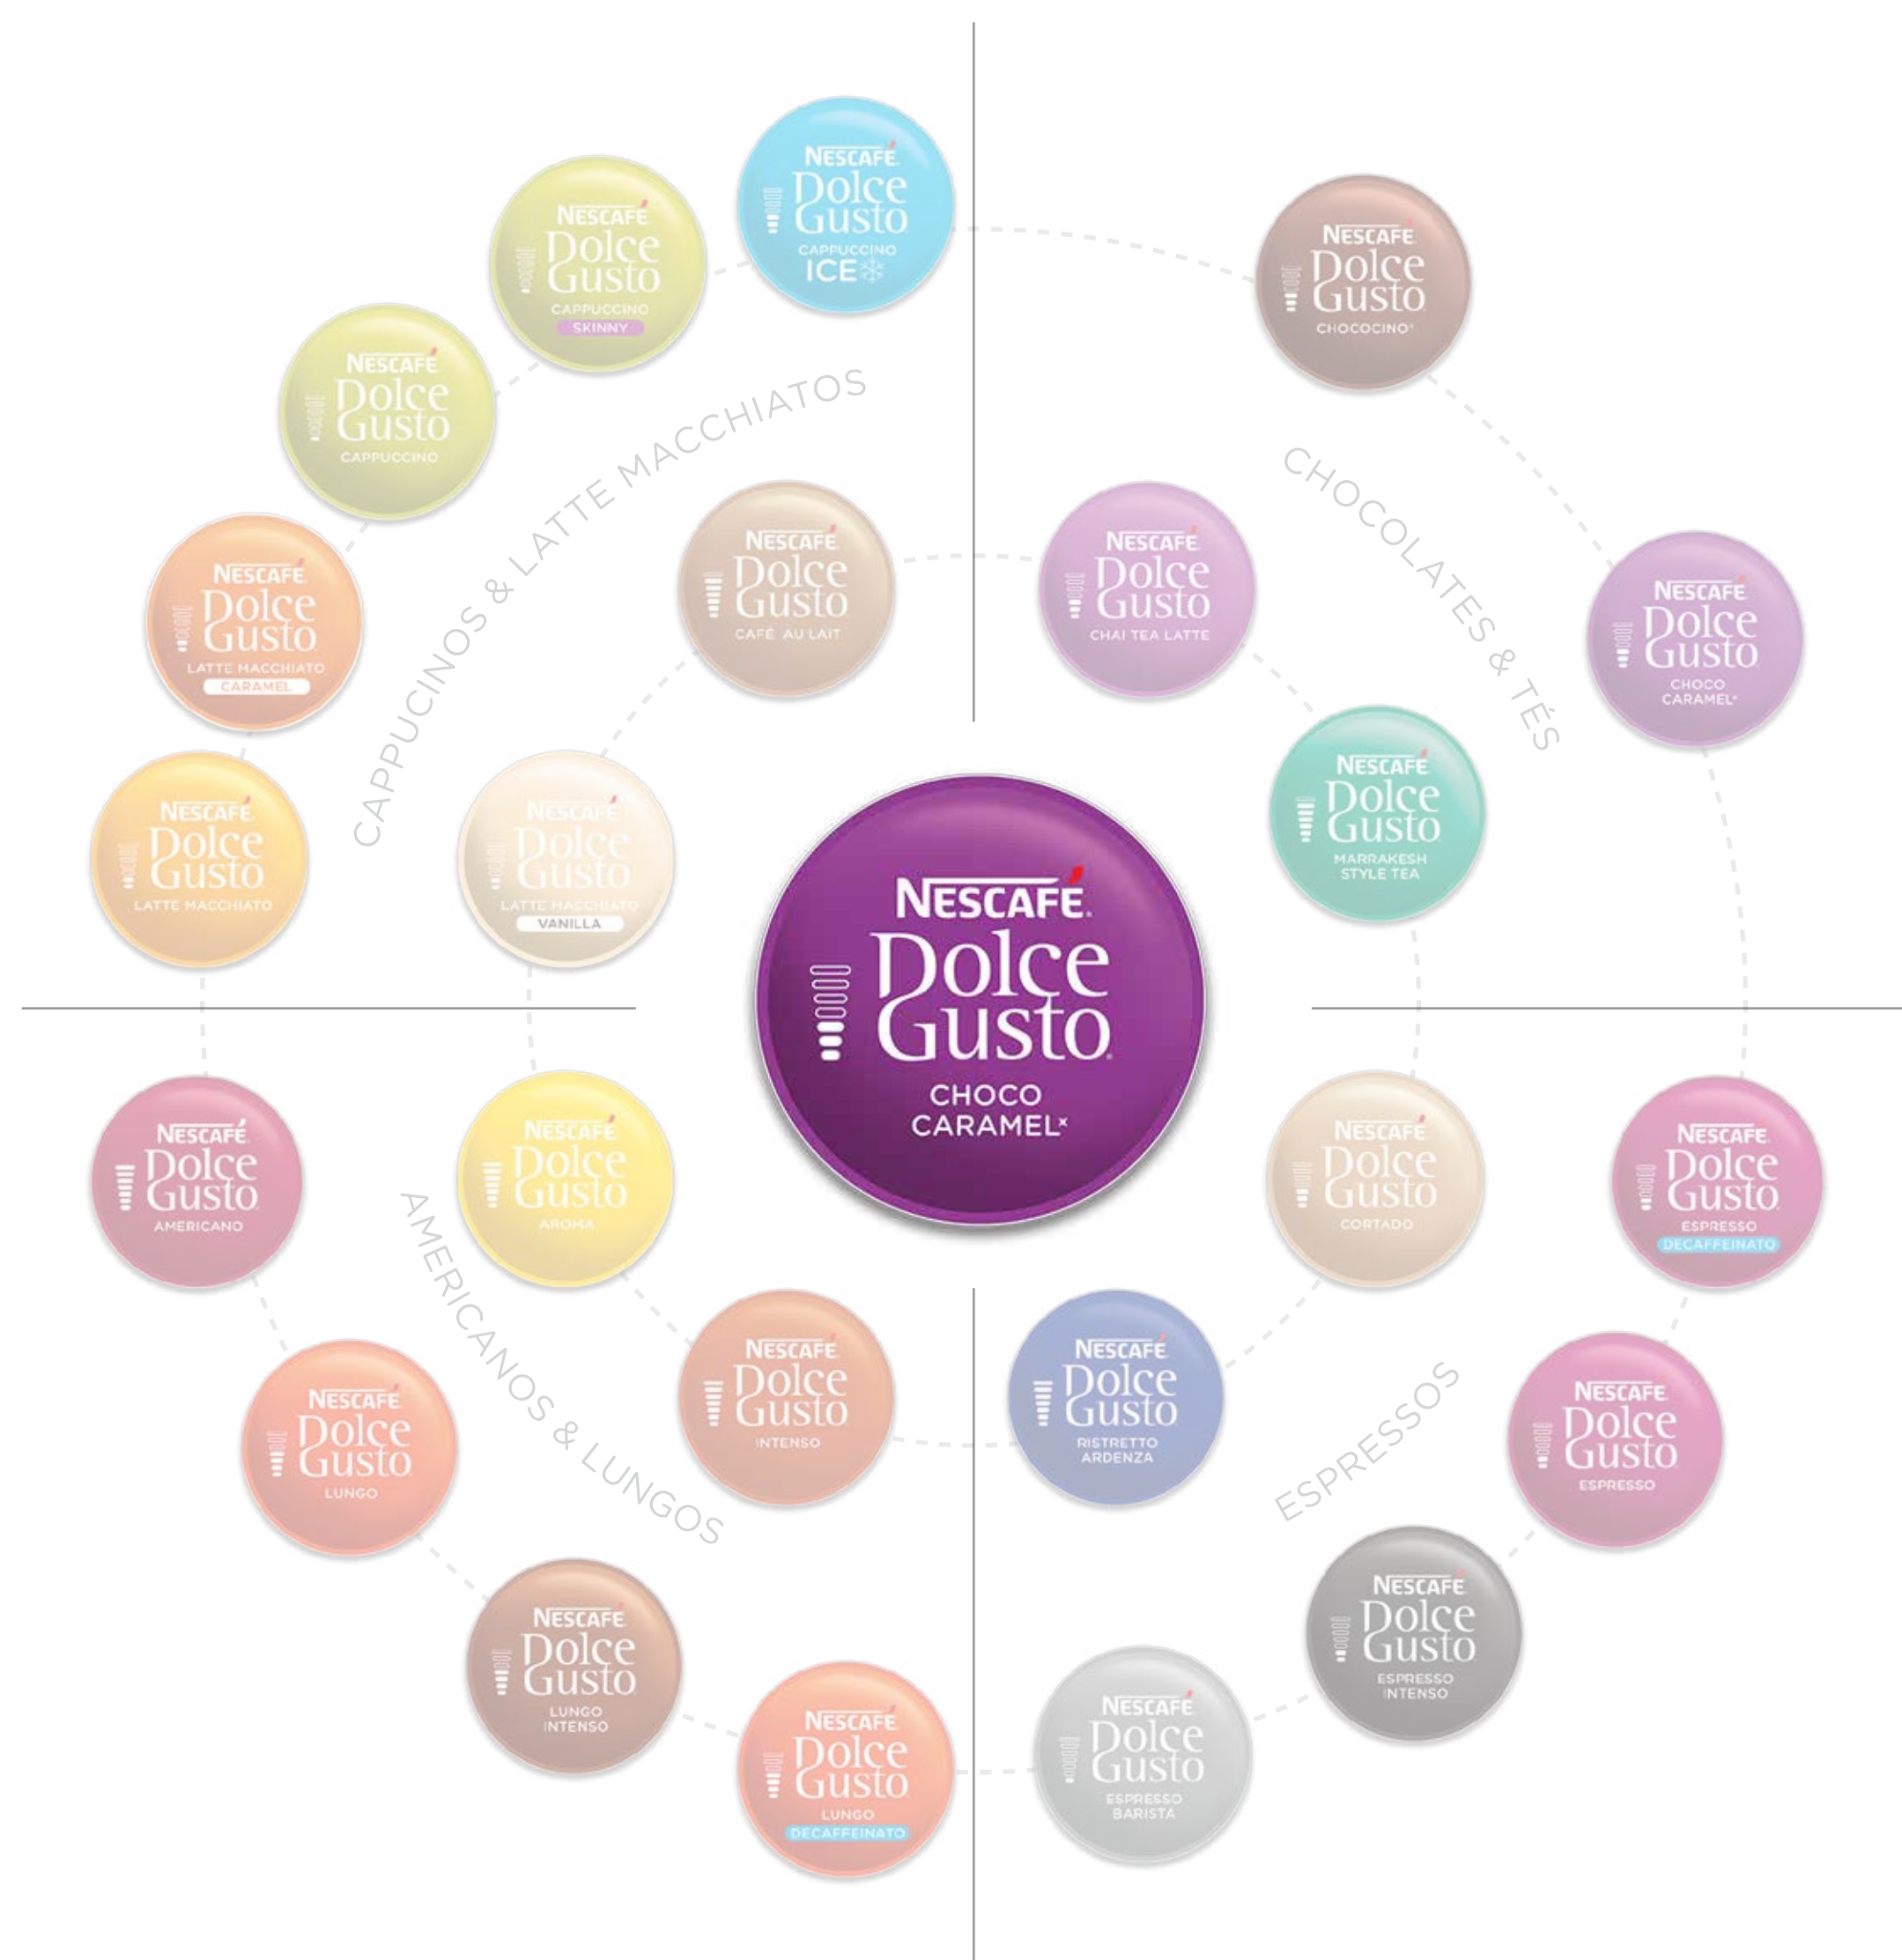 NESCAFÉ
Dolce
Gusto
CAPPUCCINO
ICE
NESCAFÉ
Dolce
Gusto
CAPPUCCINO
SKINNY
NESCAFÉ
Dolce
Gusto
CAPPUCCINO
NESCAFÉ
Dolce
Gusto
LATTE MACCHIATO
CARAMEL
NESCAFÉ
Dolce
Gusto
LATTE MACCHIATO
CAPPUCINOS & LATTE MACCHIATOS
NESCAFÉ
Dolce
Gusto
CAFÉ AU LAIT
NESCAFÉ
Dolce
Gusto
LATTE MACCHIATO
VANILLA
NESCAFÉ
Dolce
Gusto
CHOCOCINO*
CHOCOLATES & TÉS
NESCAFÉ
Dolce
Gusto
CHAI TEA LATTE
NESCAFÉ
Dolce
Gusto
CHOCO
CARAMEL*
NESCAFÉ
Dolce
Gusto
MARRAKESH
STYLE TEA
NESCAFÉ.
Dolce
Gusto
CHOCO
CARAMEL*
NESCAFÉ
Dolce
Gusto
AMERICANO
NESCAFÉ
Dolce
Gusto
AROMA
AMERICANOS & LUNGOS
NESCAFÉ
Dolce
Gusto
INTENSO
NESCAFÉ
Dolce
Gusto
LUNGO
NESCAFÉ
Dolce
Gusto
LUNGO
INTENSO
NESCAFÉ
Dolce
Gusto
LUNGO
DECAFFEINATO
NESCAFÉ
Dolce
Gusto
CORTADO
NESCAFÉ
Dolce
Gusto
ESPRESSO
DECAFFEINATO
NESCAFÉ
Dolce
Gusto
RISTRETTO
ARDENZA
ESPRESSOS
NESCAFÉ
Dolce
Gusto
ESPRESSO
NESCAFÉ
Dolce
Gusto
ESPRESSO
INTENSO
NESCAFÉ
Dolce
Gusto
ESPRESSO
BARISTA